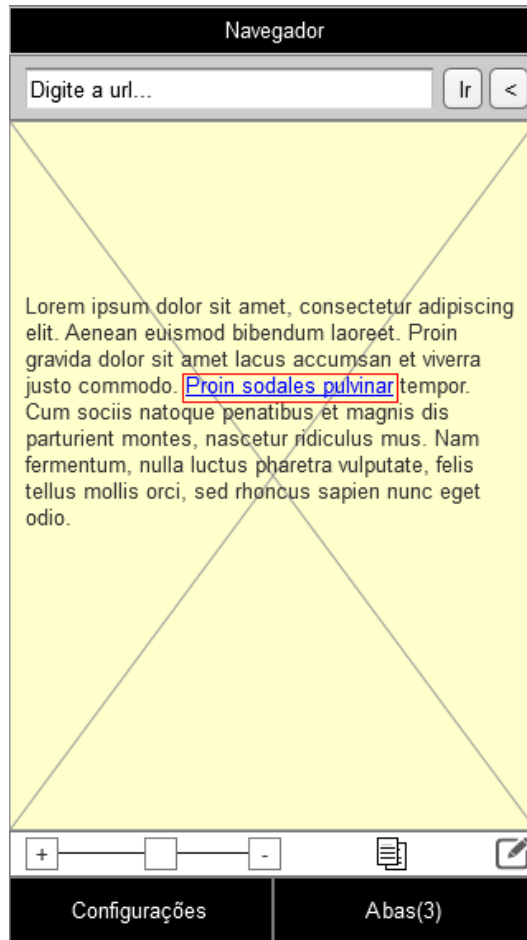 Navegador
Digite a url...
Ir
<
Lorem ipsum dolor sit amet, consectetur adipiscing
elit. Aenean euismod bibendum laoreet. Proin
gravida dolor sit amet lacus accumsan et viverra
justo commodo. Proin sodales pulvinar tempor.
Cum sociis natoque penatibus et magnis dis
parturient montes, nascetur ridiculus mus. Nam
fermentum, nulla luctus pharetra vulputate, felis
tellus mollis orci, sed rhoncus sapien nunc eget
odio.
+
-
Configurações
Abas(3)